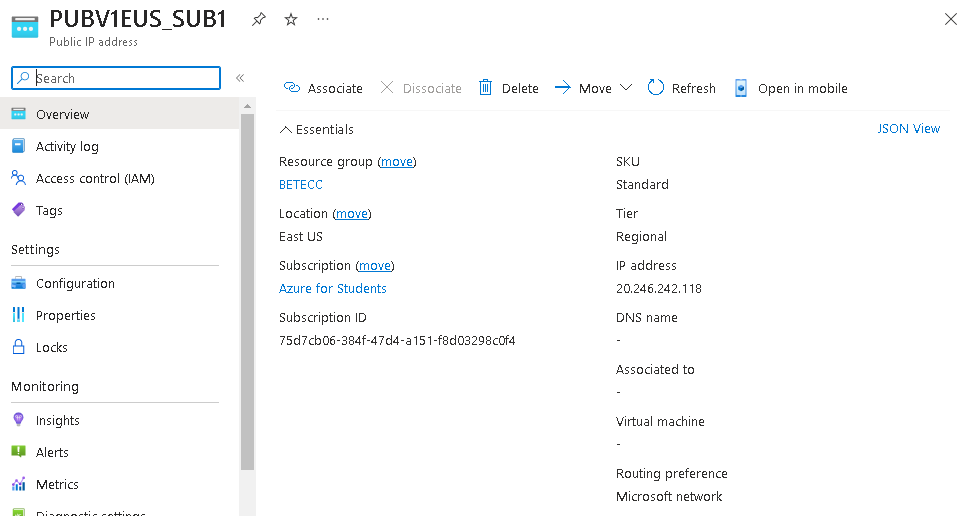 PUBV1EUS_SUB1
Public IP address
Search
Overview
Activity log
Access control (IAM)
Tags
Settings
Configuration
Properties
Locks
Monitoring
Insights
Alerts
Metrics
Diagnostic settings
Associate
Dissociate
Delete
Move
Refresh
Open in mobile
Essentials
JSON View
Resource group (move)
BETECC
Location (move)
East US
Subscription (move)
Azure for Students
Subscription ID
75d7cb06-384f-47d4-a151-f8d03298c0f4
SKU
Standard
Tier
Regional
IP address
20.246.242.118
DNS name
-
Associated to
-
Virtual machine
-
Routing preference
Microsoft network